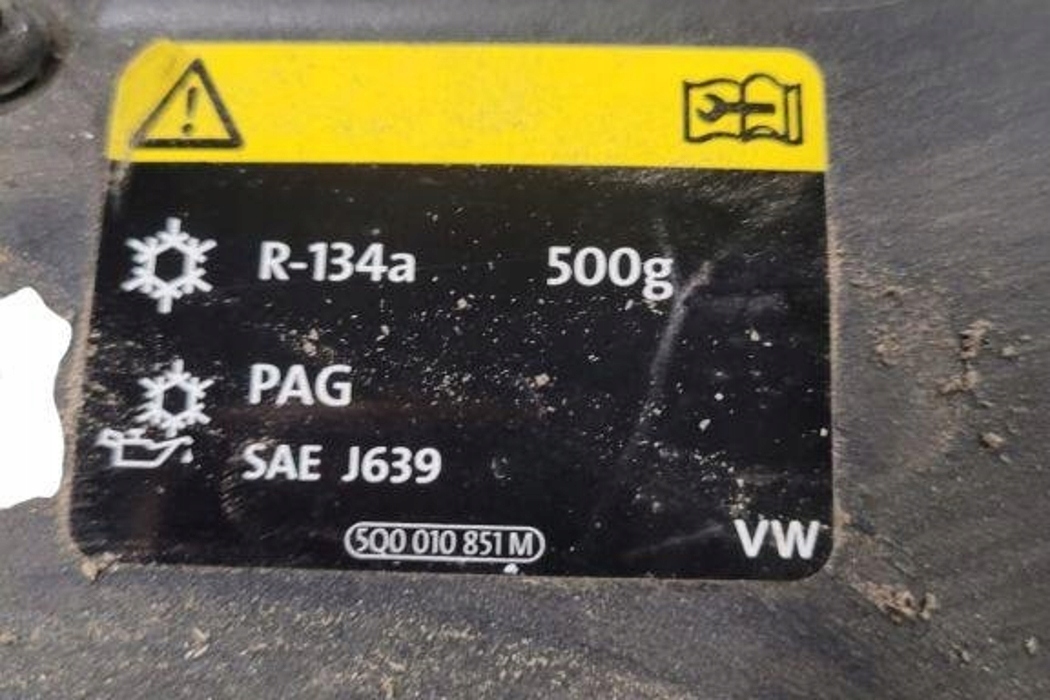 R-134a 500g
PAG
SAE J639
5Q0 010 851 M
VW